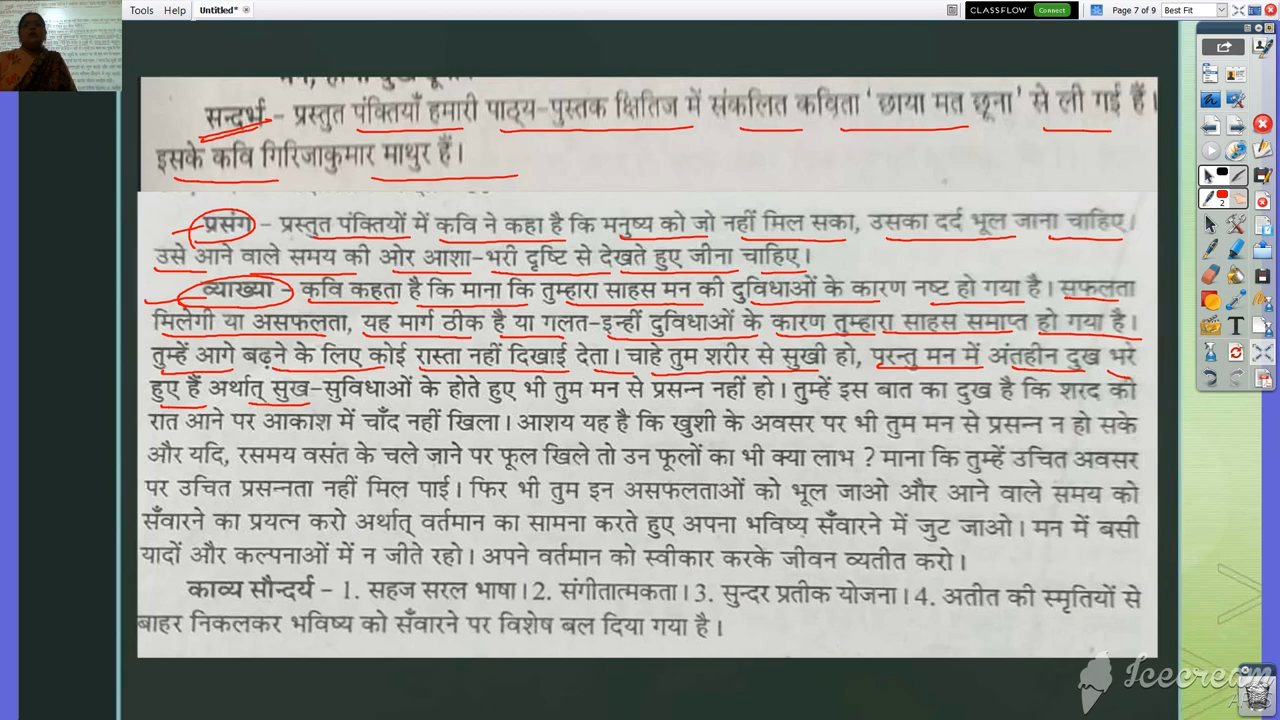 Tools Help Untitled*
CLASSFLOW Connect
Page 7 of 9 Best Fit
सन्दर्भ - प्रस्तुत पंक्तियाँ हमारी पाठ्य-पुस्तक क्षितिज में संकलित कविता 'छाया मत छूना' से ली गई हैं।
इसके कवि गिरिजाकुमार माथुर हैं।
प्रसंग - प्रस्तुत पंक्तियों में कवि ने कहा है कि मनुष्य को जो नहीं मिल सका, उसका दर्द भूल जाना चाहिए।
उसे आने वाले समय की ओर आशा-भरी दृष्टि से देखते हुए जीना चाहिए।
व्याख्या - कवि कहता है कि माना कि तुम्हारा साहस मन की दुविधाओं के कारण नष्ट हो गया है। सफलता
मिलेगी या असफलता, यह मार्ग ठीक है या गलत-इन्हीं दुविधाओं के कारण तुम्हारा साहस समाप्त हो गया है।
तुम्हें आगे बढ़ने के लिए कोई रास्ता नहीं दिखाई देता। चाहे तुम शरीर से सुखी हो, परन्तु मन में अंतहीन दुख भरे
हुए हैं अर्थात् सुख-सुविधाओं के होते हुए भी तुम मन से प्रसन्न नहीं हो। तुम्हें इस बात का दुख है कि शरद की
रात आने पर आकाश में चाँद नहीं खिला। आशय यह है कि खुशी के अवसर पर भी तुम मन से प्रसन्न न हो सके
और यदि, रसमय वसंत के चले जाने पर फूल खिले तो उन फूलों का भी क्या लाभ ? माना कि तुम्हें उचित अवसर
पर उचित प्रसन्नता नहीं मिल पाई। फिर भी तुम इन असफलताओं को भूल जाओ और आने वाले समय को
सँवारने का प्रयत्न करो अर्थात् वर्तमान का सामना करते हुए अपना भविष्य सँवारने में जुट जाओ। मन में बसी
यादों और कल्पनाओं में न जीते रहो। अपने वर्तमान को स्वीकार करके जीवन व्यतीत करो।
काव्य सौन्दर्य - 1. सहज सरल भाषा। 2. संगीतात्मकता। 3. सुन्दर प्रतीक योजना। 4. अतीत की स्मृतियों से
बाहर निकलकर भविष्य को सँवारने पर विशेष बल दिया गया है।
2
T
Icecream
APPS